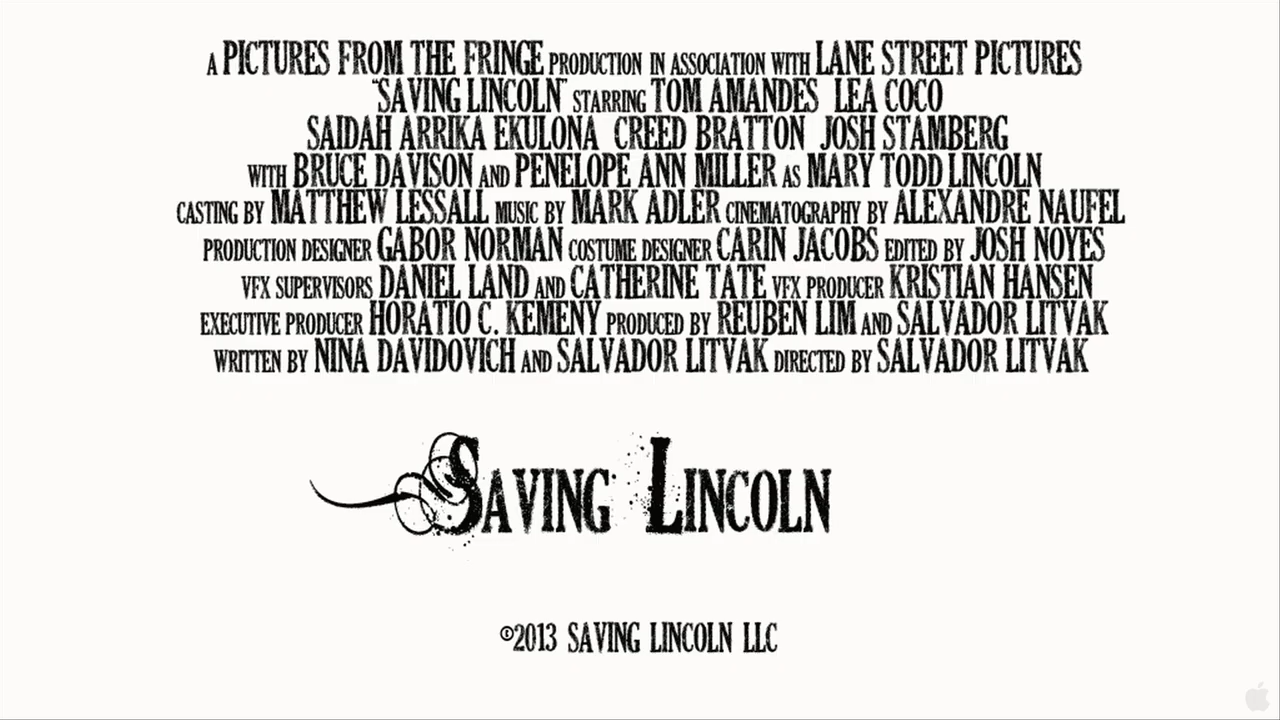 A PICTURES FROM THE FRINGE PRODUCTION IN ASSOCIATION WITH LANE STREET PICTURES
"SAVING LINCOLN" STARRING TOM AMANDES LEA COCO
SAIDAH ARRIKA EKULONA CREED BRATTON JOSH STAMBERG
WITH BRUCE DAVISON AND PENELOPE ANN MILLER AS MARY TODD LINCOLN
CASTING BY MATTHEW LESSALL MUSIC BY MARK ADLER CINEMATOGRAPHY BY ALEXANDRE NAUFEL
PRODUCTION DESIGNER GABOR NORMAN COSTUME DESIGNER CARIN JACOBS EDITED BY JOSH NOYES
VFX SUPERVISORS DANIEL LAND AND CATHERINE TATE VFX PRODUCER KRISTIAN HANSEN
EXECUTIVE PRODUCER HORATIO C. KEMENY PRODUCED BY REUBEN LIM AND SALVADOR LITVAK
WRITTEN BY NINA DAVIDOVICH AND SALVADOR LITVAK DIRECTED BY SALVADOR LITVAK
SAVING LINCOLN
©2013 SAVING LINCOLN LLC